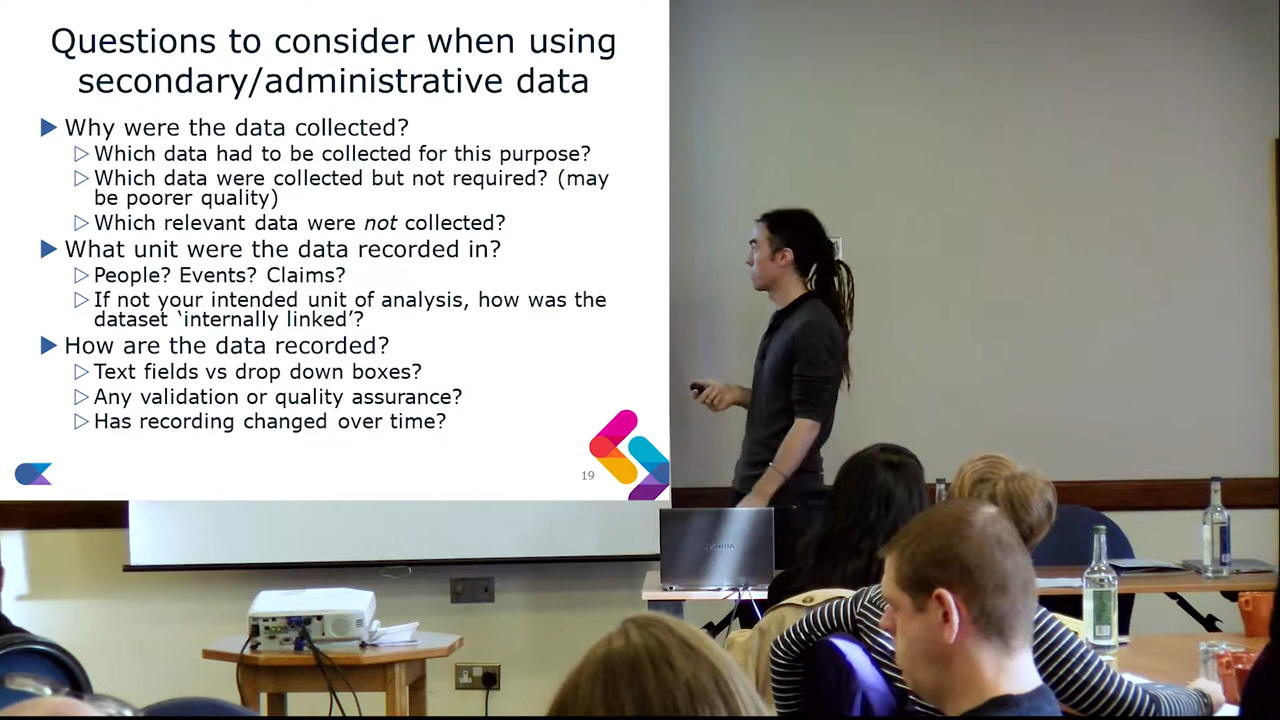 Questions to consider when using
secondary/administrative data
Why were the data collected?
Which data had to be collected for this purpose?
Which data were collected but not required? (may
be poorer quality)
Which relevant data were not collected?
What unit were the data recorded in?
People? Events? Claims?
If not your intended unit of analysis, how was the
dataset ‘internally linked’?
How are the data recorded?
Text fields vs drop down boxes?
Any validation or quality assurance?
Has recording changed over time?
19
TOSHIBA